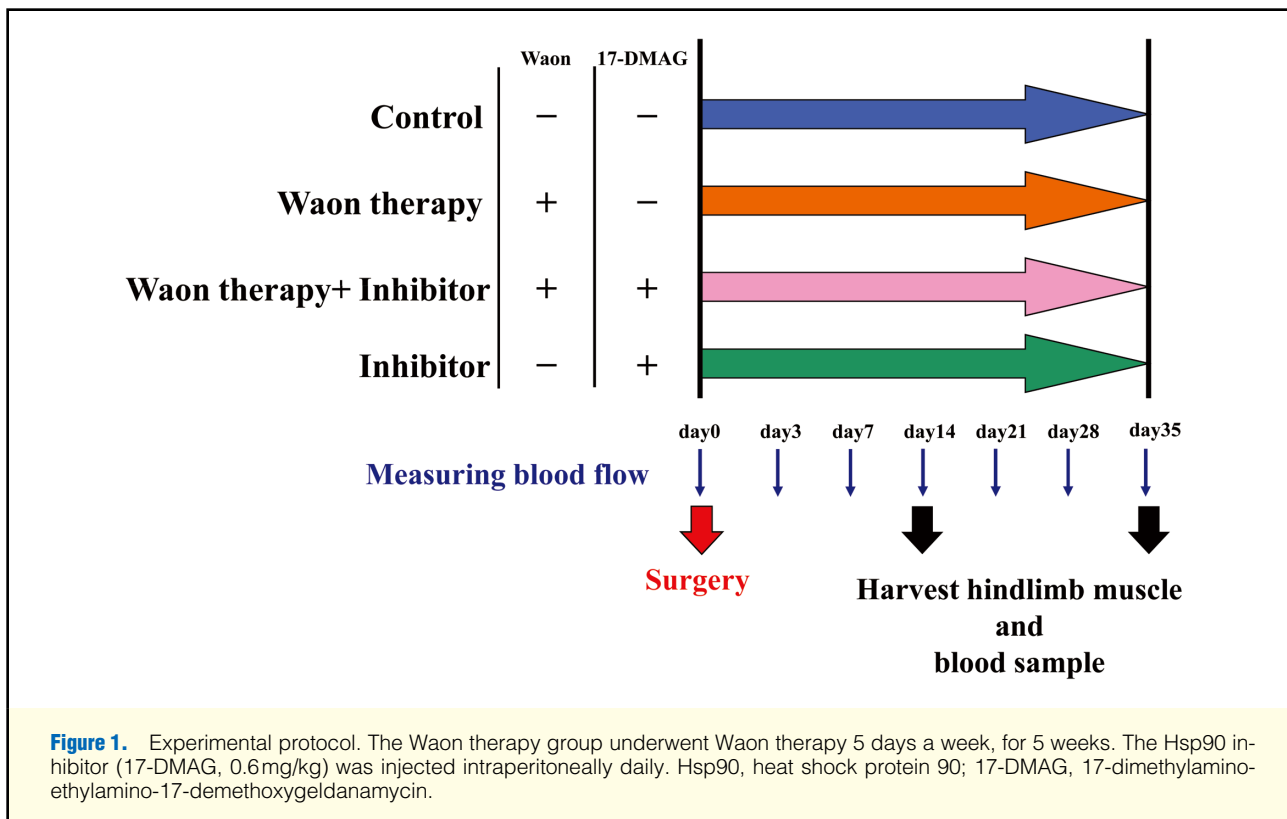 Waon 17-DMAG
Control − −
Waon therapy + −
Waon therapy+ Inhibitor + +
Inhibitor − +
day0 day3 day7 day14 day21 day28 day35
Measuring blood flow
Surgery
Harvest hindlimb muscle
and
blood sample
Figure 1. Experimental protocol. The Waon therapy group underwent Waon therapy 5 days a week, for 5 weeks. The Hsp90 in-
hibitor (17-DMAG, 0.6mg/kg) was injected intraperitoneally daily. Hsp90, heat shock protein 90; 17-DMAG, 17-dimethylamino-
ethylamino-17-demethoxygeldanamycin.